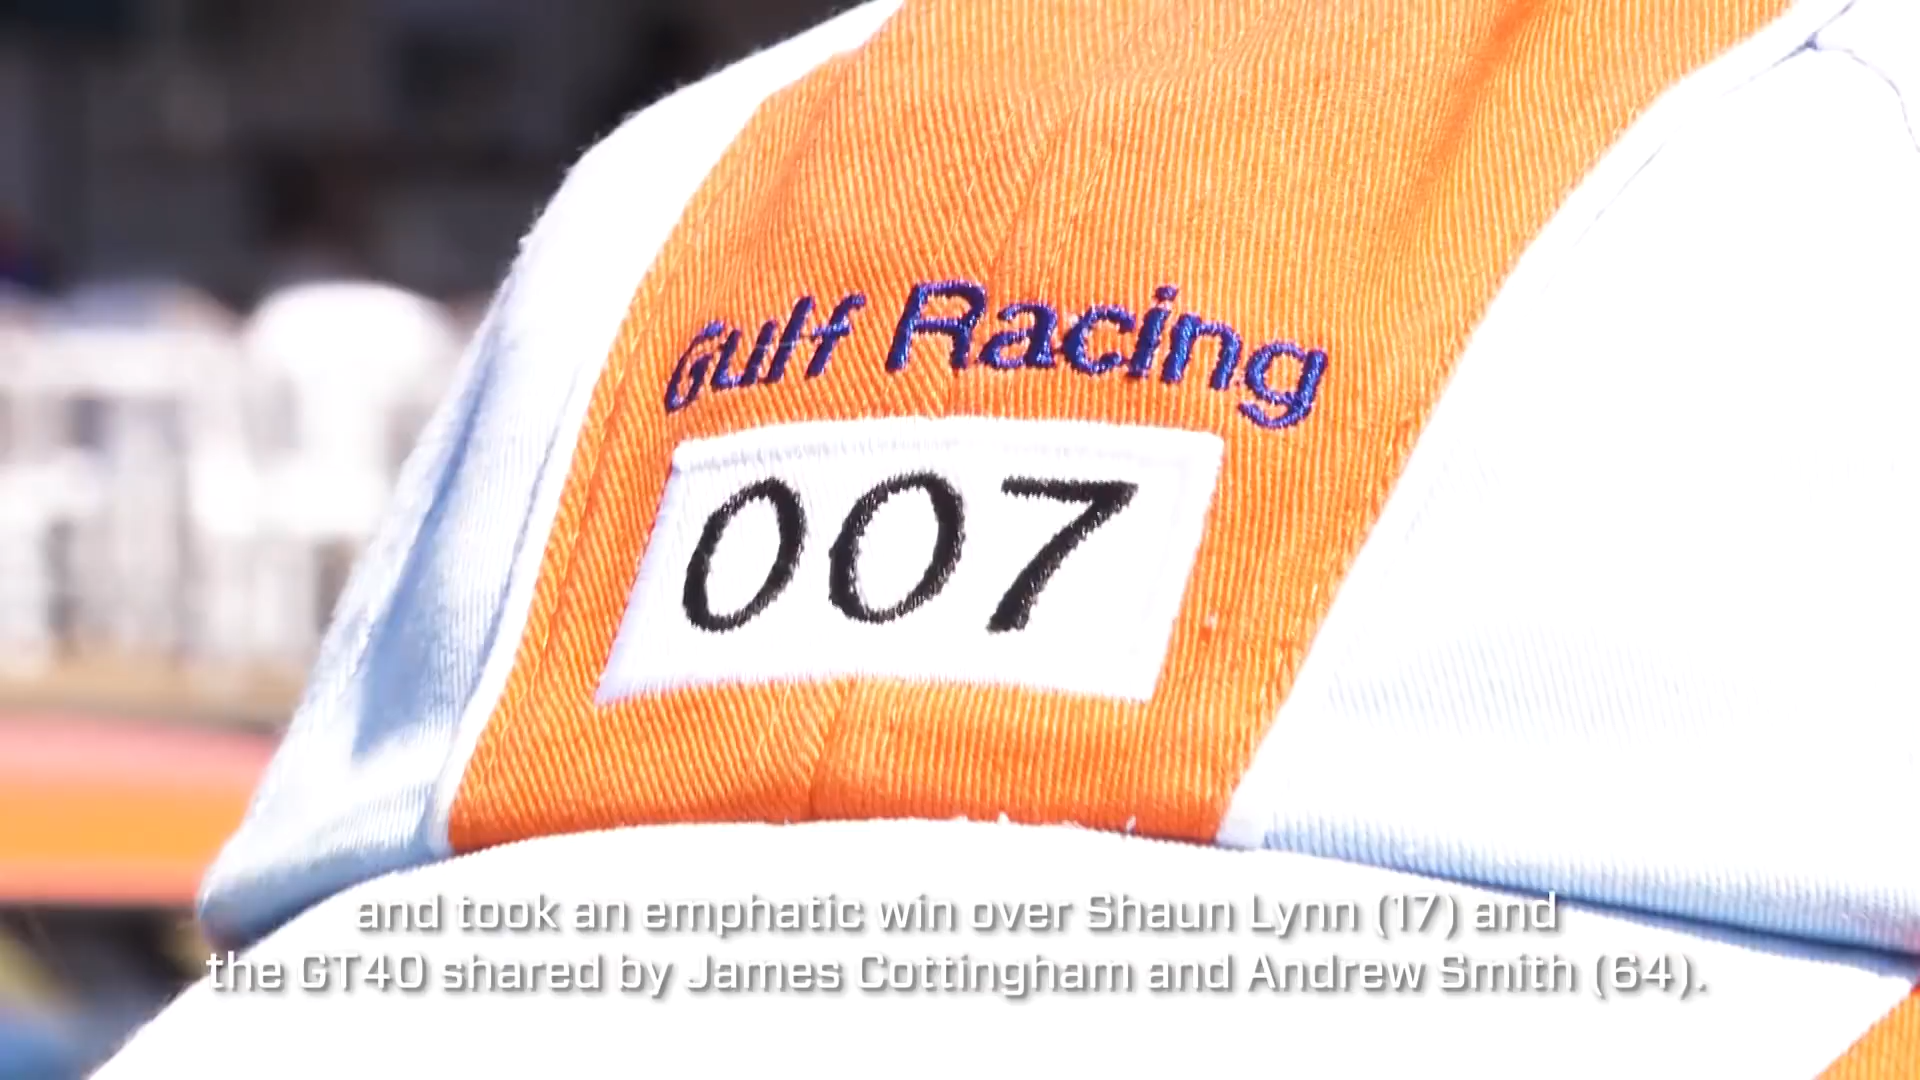 Gulf Racing
007
and took an emphatic win over Shaun Lynn (17) and
the GT40 shared by James Cottingham and Andrew Smith (64).